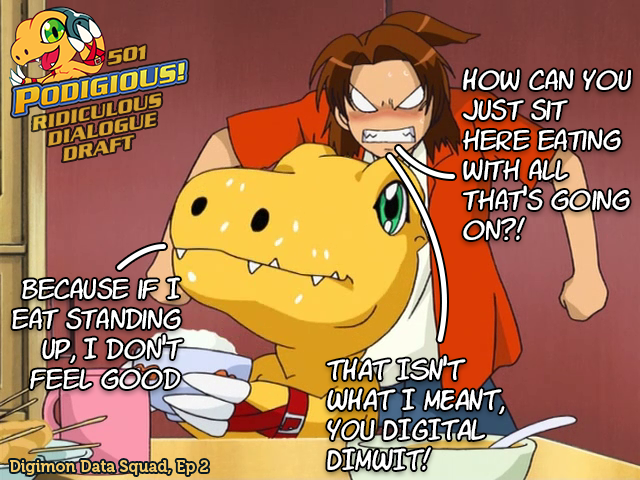 501
PODIGIOUS!
RIDICULOUS
DIALOGUE
DRAFT
HOW CAN YOU
JUST SIT
HERE EATING
WITH ALL
THAT'S GOING
ON?!
BECAUSE IF I
EAT STANDING
UP, I DON'T
FEEL GOOD
THAT ISN'T
WHAT I MEANT,
YOU DIGITAL
DIMWIT!
Digimon Data Squad, Ep 2